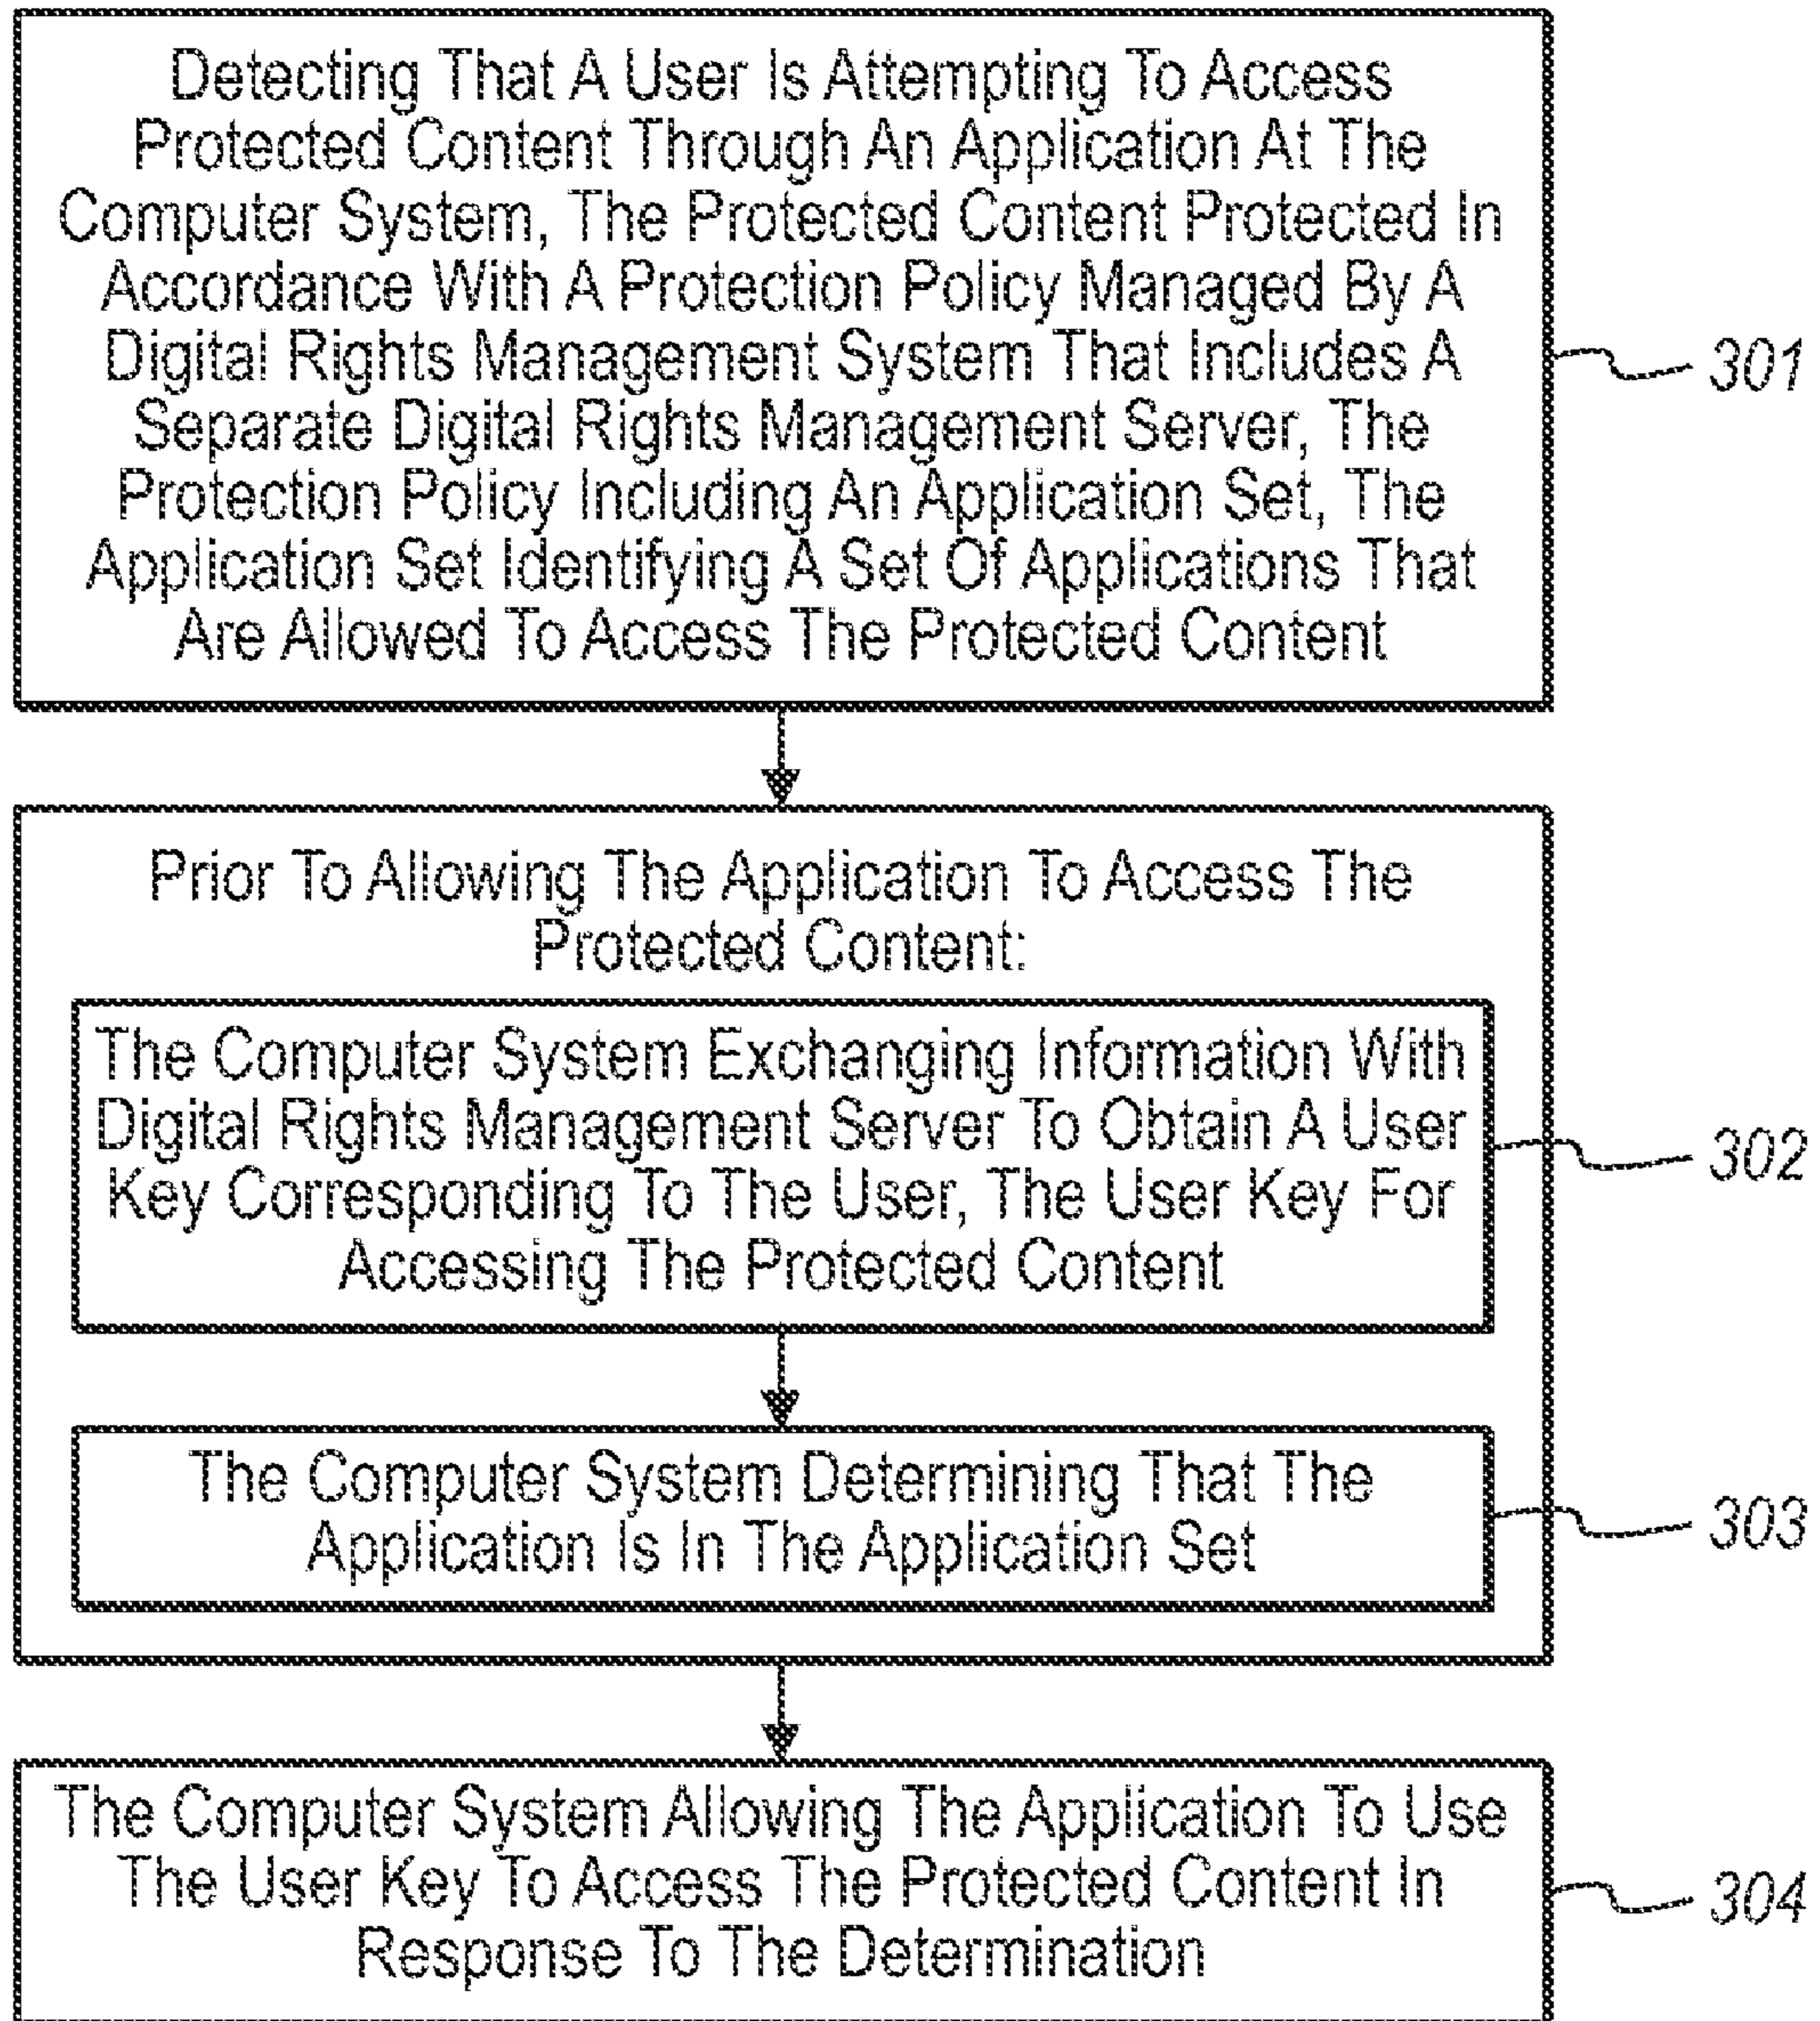 Detecting That A User Is Attempting To Access
Protected Content Through An Application At The
Computer System, The Protected Content Protected In
Accordance With A Protection Policy Managed By A
Digital Rights Management System That Includes A
Separate Digital Rights Management Server, The
Protection Policy Including An Application Set, The
Application Set Identifying A Set Of Applications That
Are Allowed To Access The Protected Content
301
Prior To Allowing The Application To Access The
Protected Content:
The Computer System Exchanging Information With
Digital Rights Management Server To Obtain A User
Key Corresponding To The User, The User Key For
Accessing The Protected Content
302
The Computer System Determining That The
Application Is In The Application Set
303
The Computer System Allowing The Application To Use
The User Key To Access The Protected Content In
Response To The Determination
304